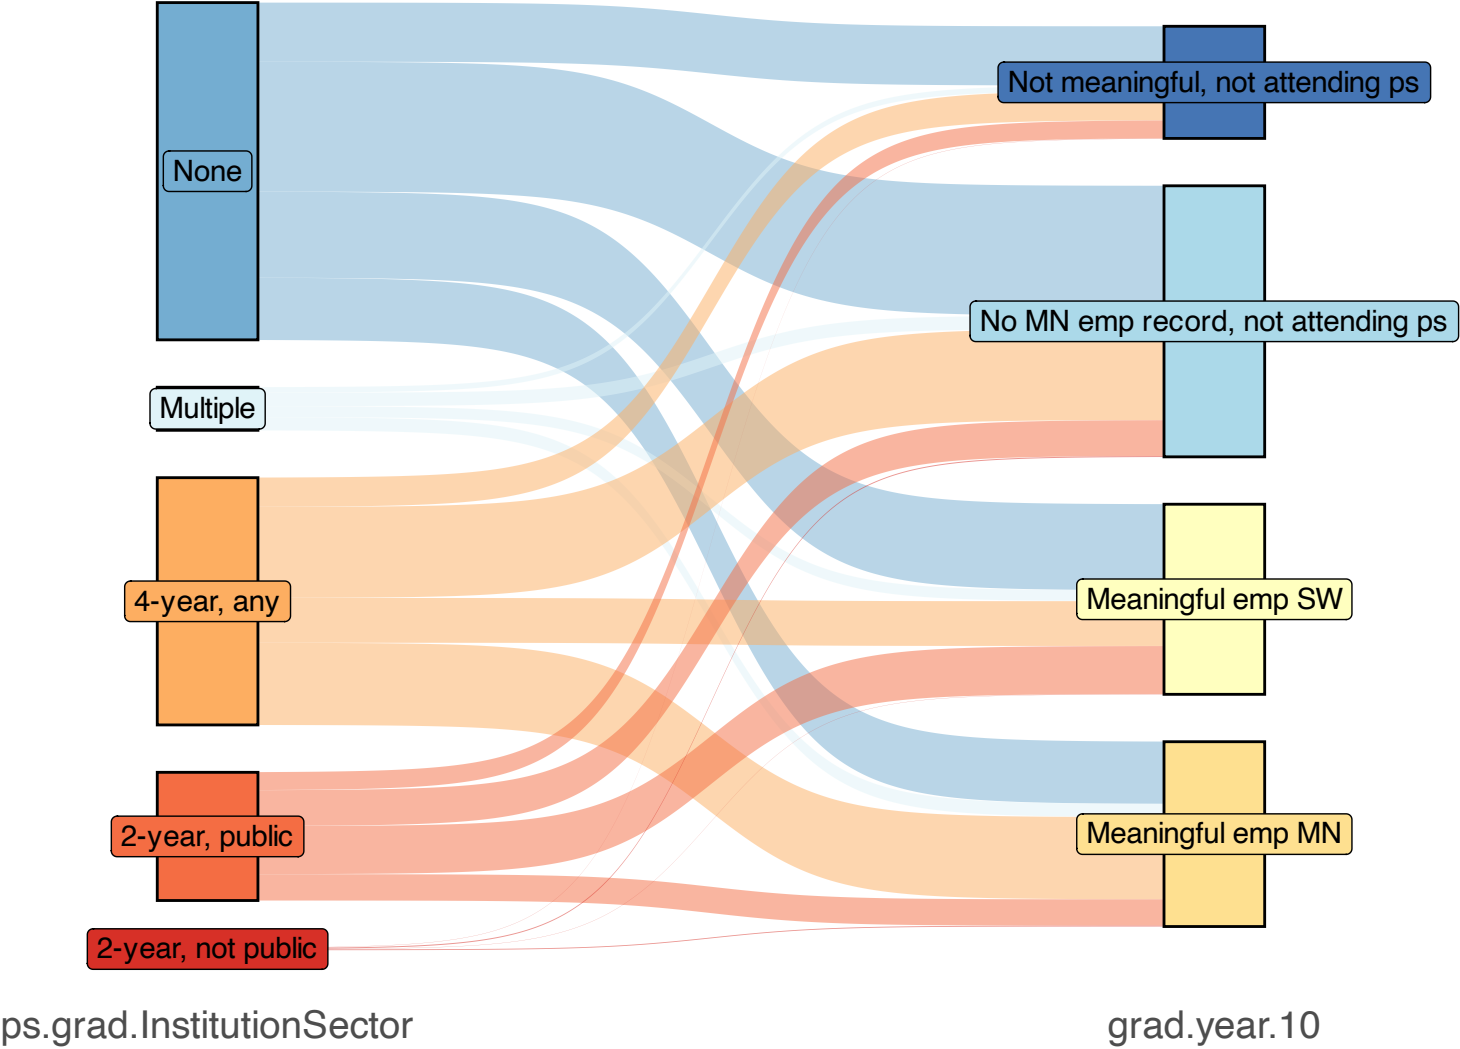 Not meaningful, not attending ps
None
No MN emp record, not attending ps
Multiple
4-year, any
Meaningful emp SW
2-year, public
Meaningful emp MN
2-year, not public
ps.grad.InstitutionSector
grad.year.10